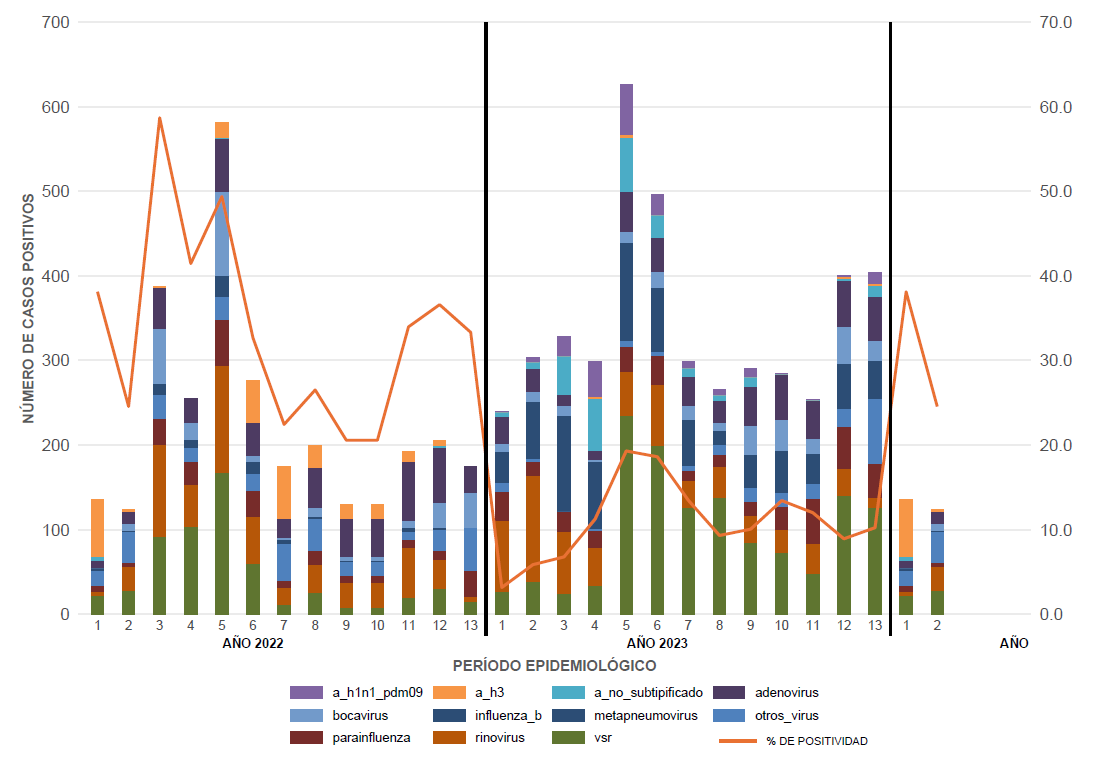 700 70.0
600 60.0
500 50.0
400 40.0
300 30.0
200 20.0
100 10.0
0 0.0
NÚMERO DE CASOS POSITIVOS
1 2 3 4 5 6 7 8 9 10 11 12 13 1 2 3 4 5 6 7 8 9 10 11 12 13 1 2
AÑO 2022 AÑO 2023 AÑO
PERÍODO EPIDEMIOLÓGICO
a_h1n1_pdm09 a_h3 a_no_subtipificado adenovirus
bocavirus influenza_b metapneumovirus otros_virus
parainfluenza rinovirus vsr % DE POSITIVIDAD